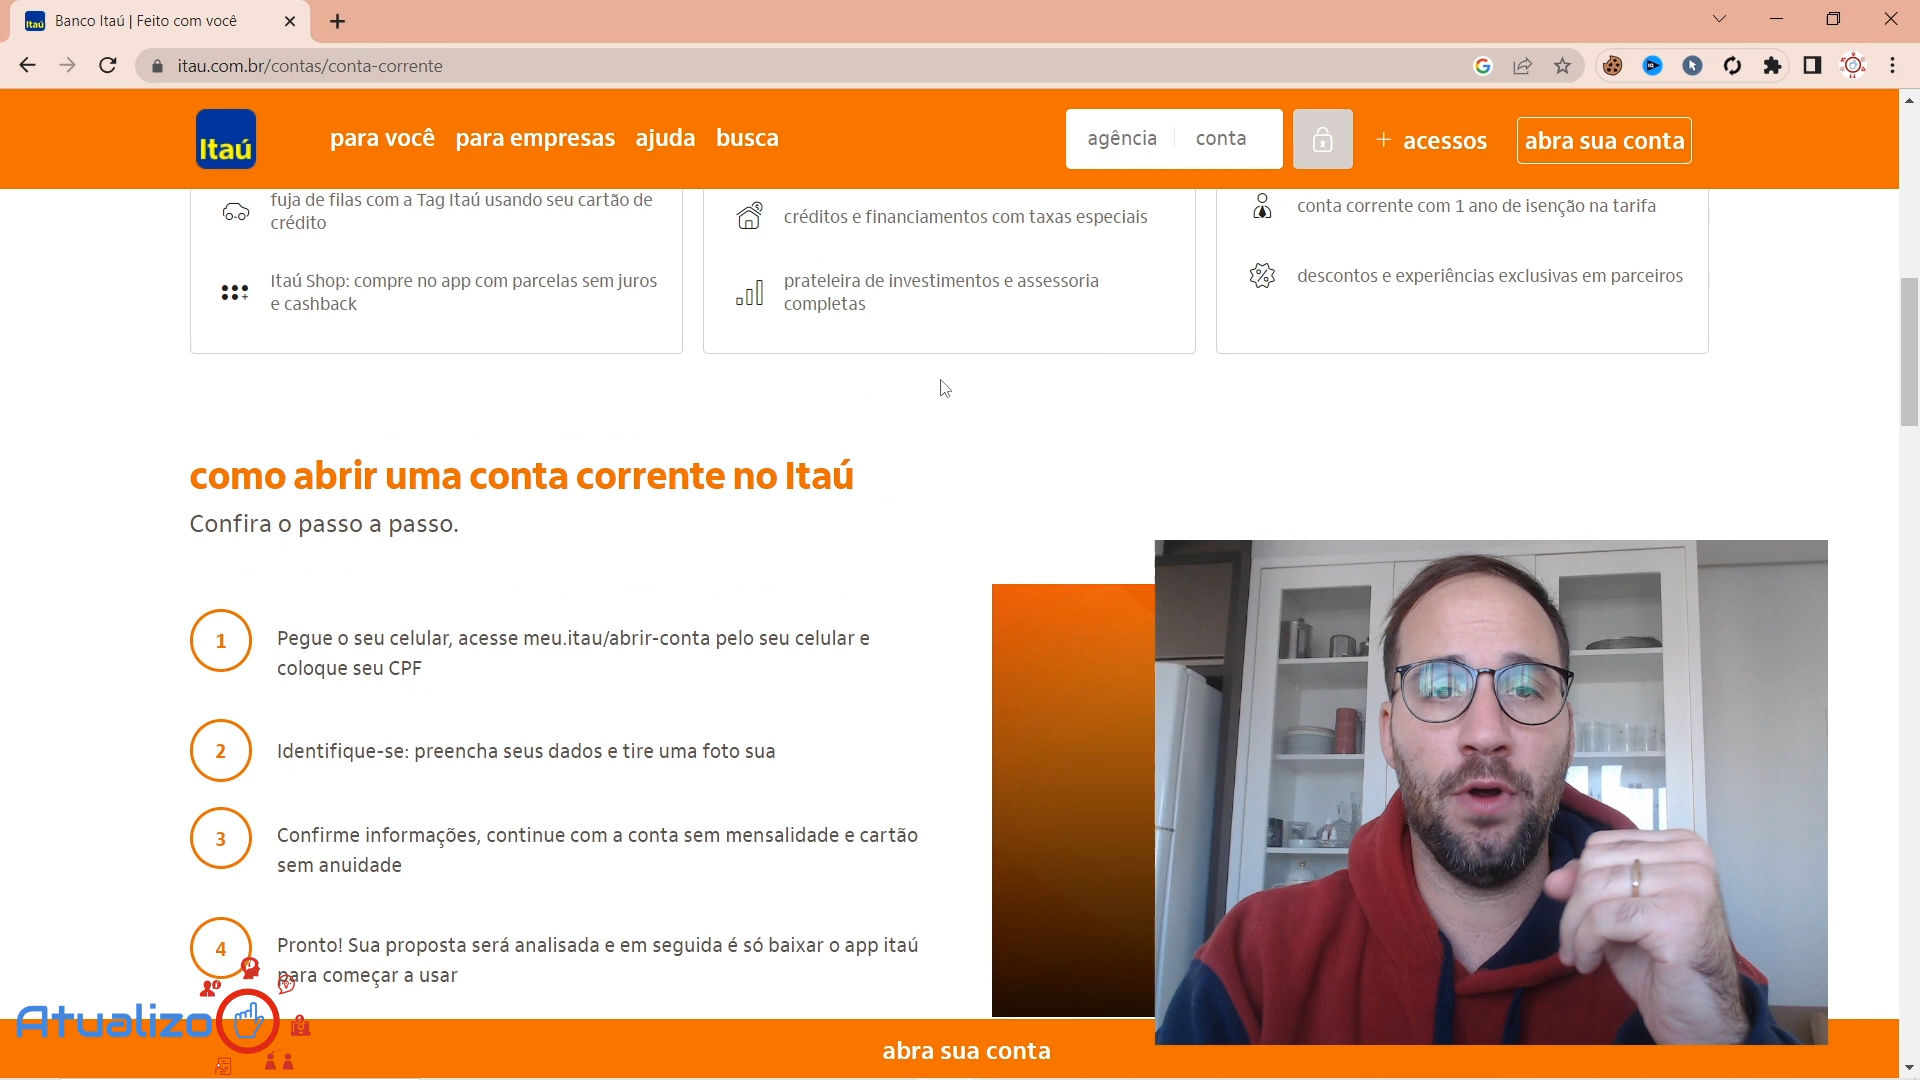 Banco Itaú | Feito com você
itau.com.br/contas/conta-corrente
Itaú
para você para empresas ajuda busca
agência conta
+ acessos
abra sua conta
fuja de filas com a Tag Itaú usando seu cartão de
crédito
Itaú Shop: compre no app com parcelas sem juros
e cashback
créditos e financiamentos com taxas especiais
prateleira de investimentos e assessoria
completas
conta corrente com 1 ano de isenção na tarifa
descontos e experiências exclusivas em parceiros
como abrir uma conta corrente no Itaú
Confira o passo a passo.
1
Pegue o seu celular, acesse meu.itau/abrir-conta pelo seu celular e
coloque seu CPF
2
Identifique-se: preencha seus dados e tire uma foto sua
3
Confirme informações, continue com a conta sem mensalidade e cartão
sem anuidade
4
Pronto! Sua proposta será analisada e em seguida é só baixar o app itaú
para começar a usar
Atualizo
abra sua conta